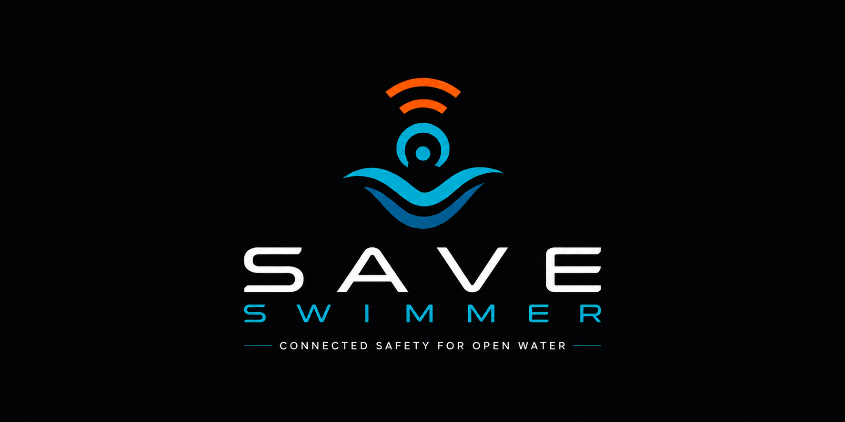 SAVE
SWIMMER
CONNECTED SAFETY FOR OPEN WATER